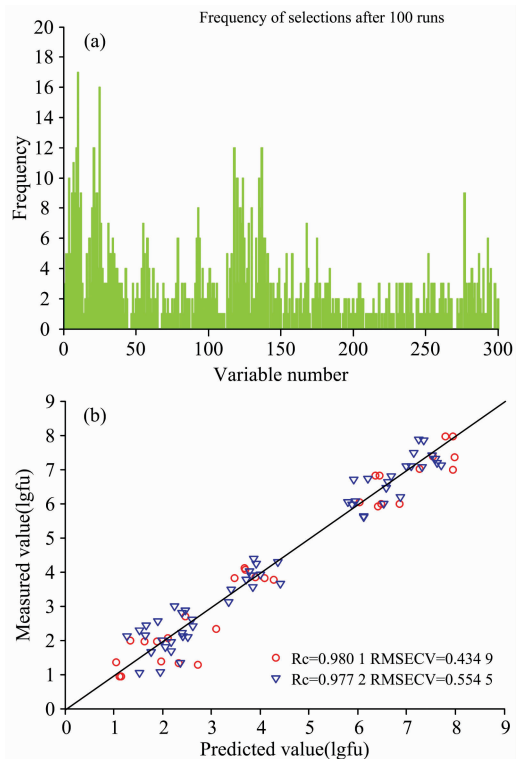 Frequency of selections after 100 runs
(a)
20
18
16
14
12
10
8
6
4
2
0
Frequency
0 50 100 150 200 250 300
Variable number
(b)
9
8
7
6
5
4
3
2
1
0
Measured value(lgfu)
Rc=0.980 1 RMSECV=0.434 9
Rc=0.977 2 RMSECV=0.554 5
0 1 2 3 4 5 6 7 8 9
Predicted value(lgfu)